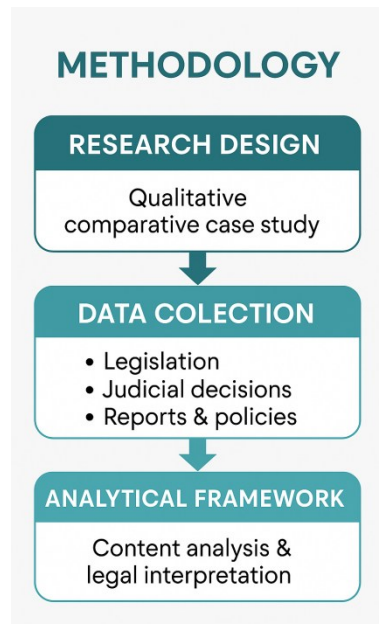 METHODOLOGY
RESEARCH DESIGN
Qualitative
comparative case study
DATA COLECTION
• Legislation
• Judicial decisions
• Reports & policies
ANALYTICAL FRAMEWORK
Content analysis &
legal interpretation